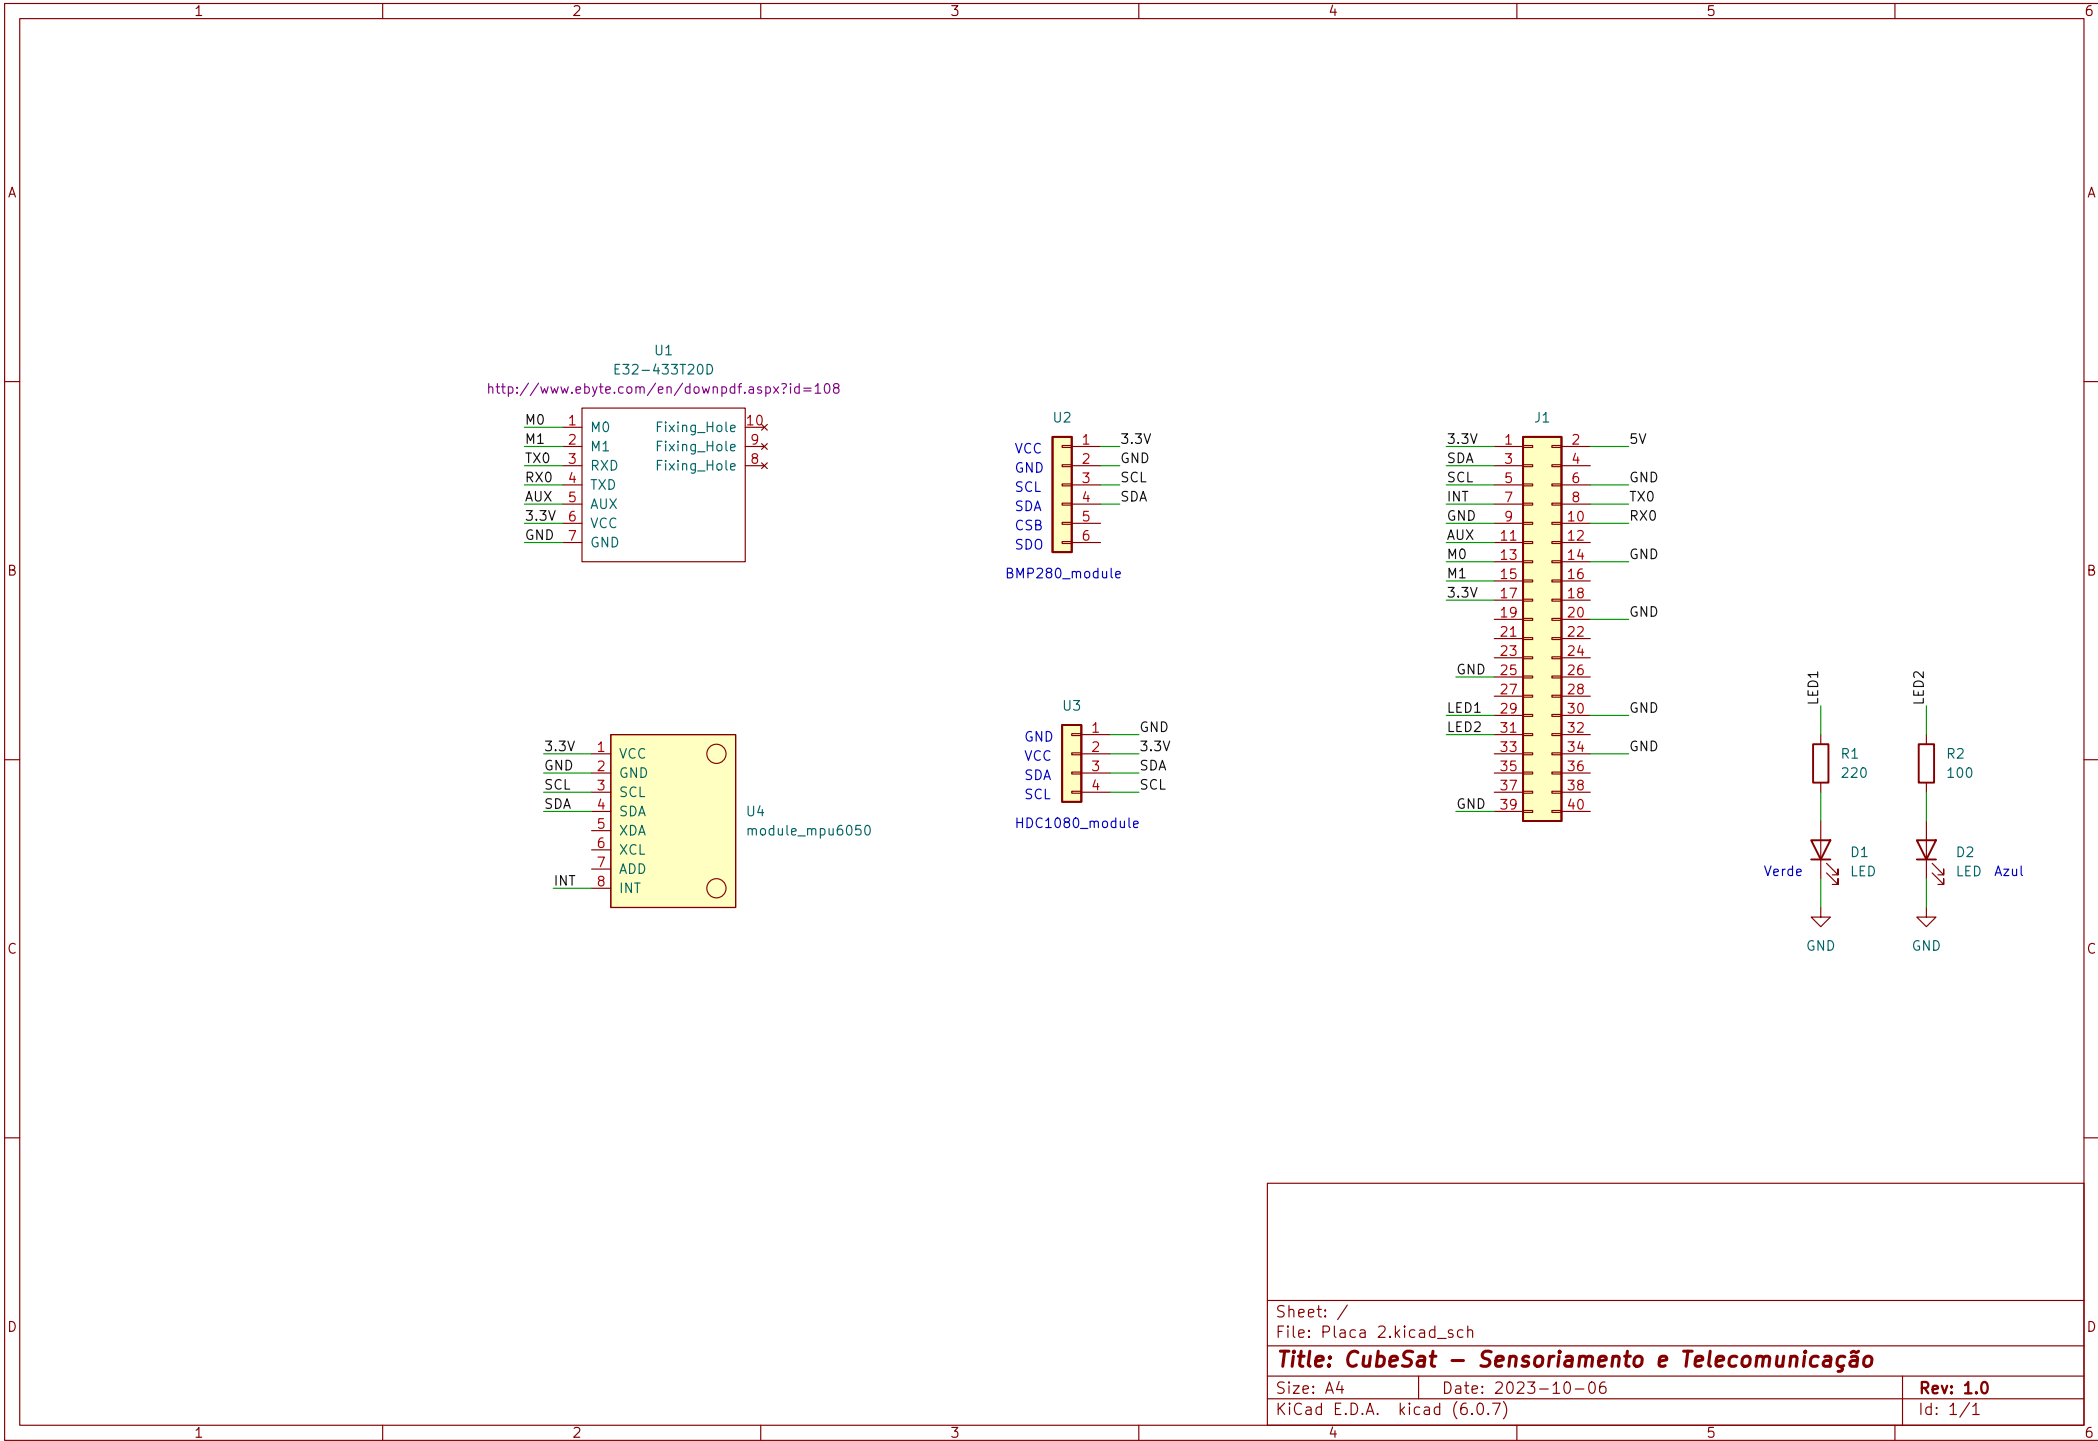 1 2 3 4 5 6
A A
U1
E32-433T20D
http://www.ebyte.com/en/downpdf.aspx?id=108
M0 1 M0 Fixing_Hole 10
M1 2 M1 Fixing_Hole 9
TX0 3 RXD Fixing_Hole 8
RX0 4 TXD
AUX 5 AUX
3.3V 6 VCC
GND 7 GND
U2
VCC 1 3.3V
GND 2 GND
SCL 3 SCL
SDA 4 SDA
CSB 5
SDO 6
BMP280_module
J1
3.3V 1 2 5V
SDA 3 4
SCL 5 6 GND
INT 7 8 TX0
GND 9 10 RX0
AUX 11 12
M0 13 14 GND
M1 15 16
3.3V 17 18
19 20 GND
21 22
23 24
GND 25 26
27 28
LED1 29 30 GND
LED2 31 32
33 34 GND
35 36
37 38
GND 39 40
B B
U3
GND 1 GND
VCC 2 3.3V
SDA 3 SDA
SCL 4 SCL
HDC1080_module
3.3V 1 VCC
GND 2 GND
SCL 3 SCL
SDA 4 SDA
5 XDA
6 XCL
7 ADD
INT 8 INT
U4
module_mpu6050
LED1
R1
220
D1
LED
Verde
GND
LED2
R2
100
D2
LED
Azul
GND
C C
D D
Sheet: /
File: Placa 2.kicad_sch
Title: CubeSat – Sensoriamento e Telecomunicação
Size: A4 Date: 2023-10-06 Rev: 1.0
KiCad E.D.A. kicad (6.0.7) Id: 1/1
1 2 3 4 5 6